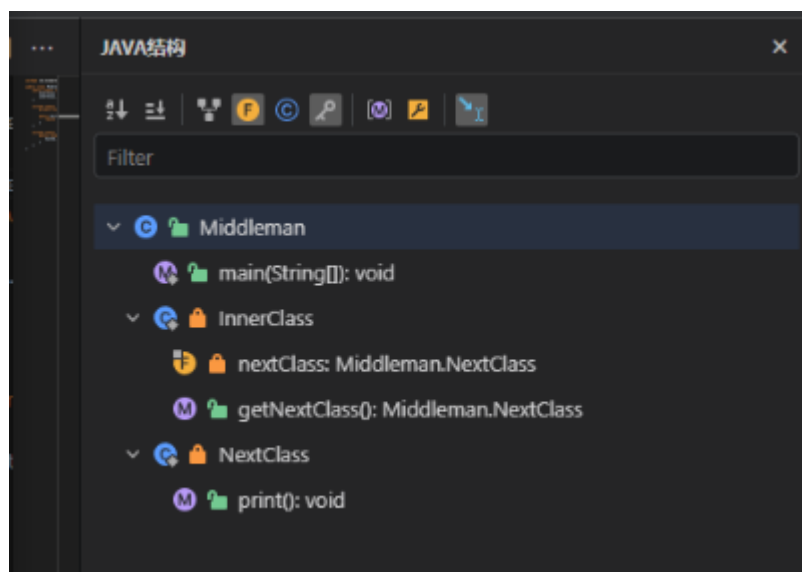 JAVA结构
Filter
Middleman
main(String[]): void
InnerClass
nextClass: Middleman.NextClass
getNextClass(): Middleman.NextClass
NextClass
print(): void